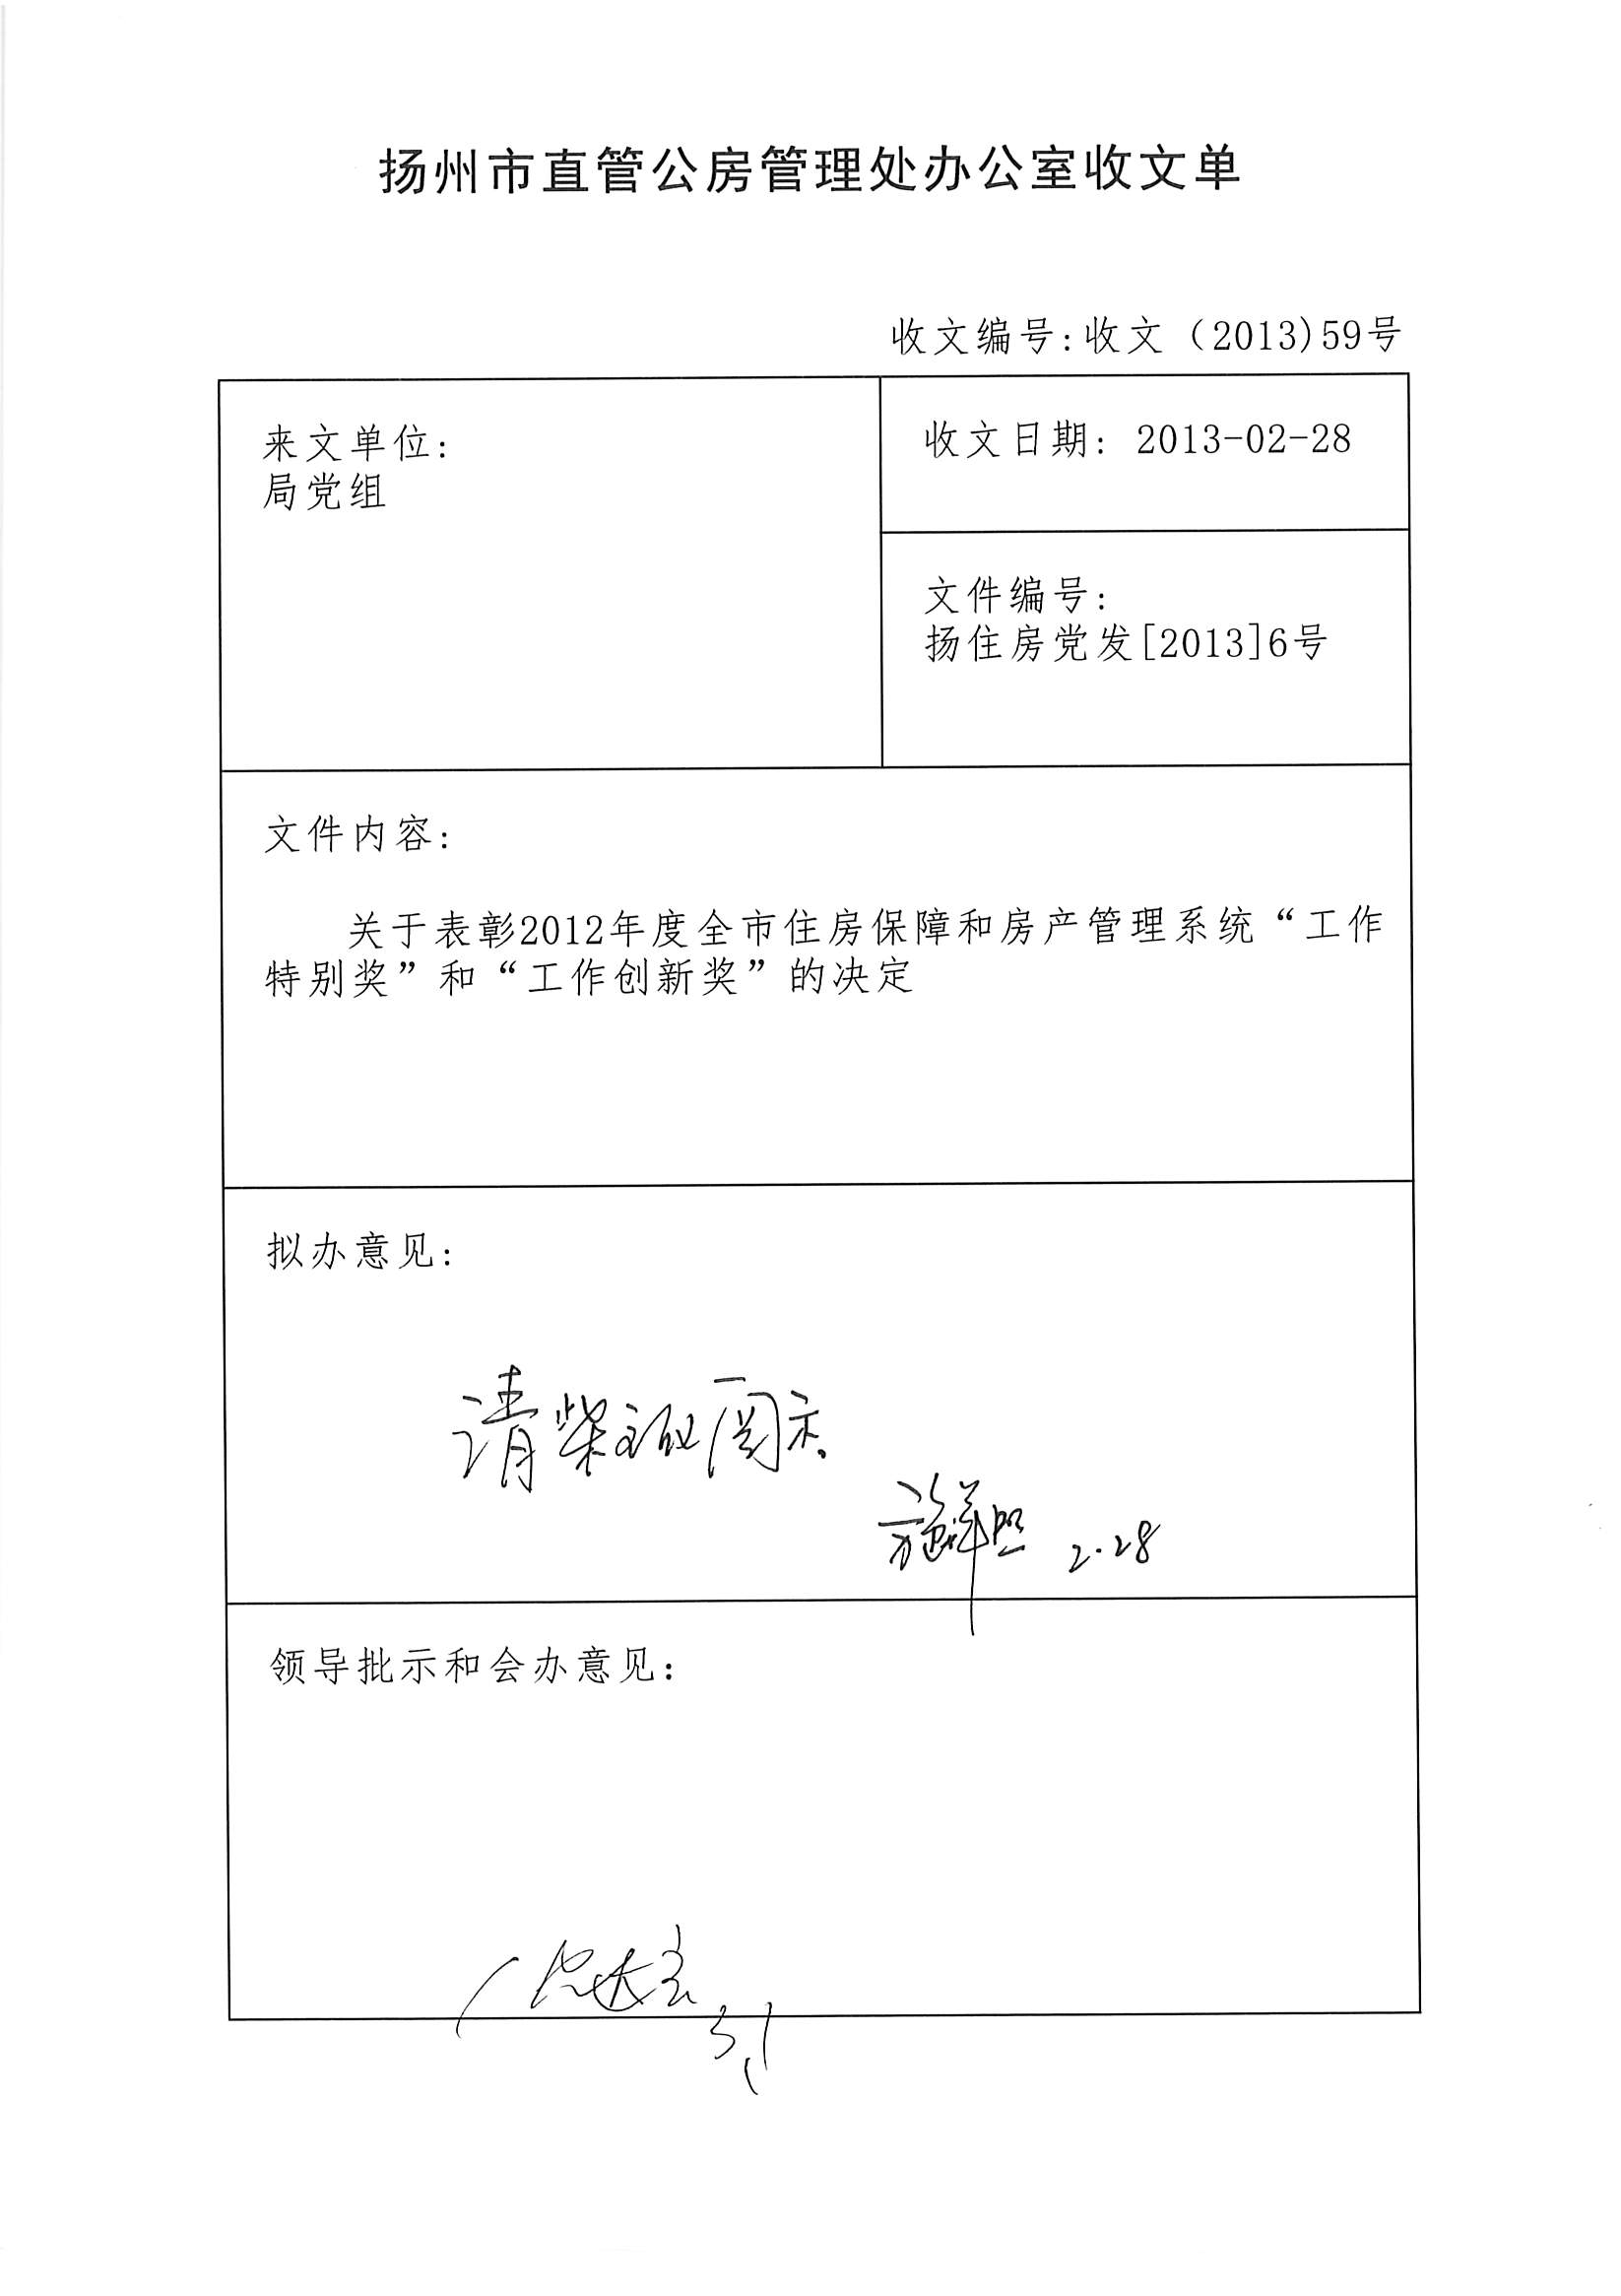 扬州市直管公房管理处办公室收文单
收文编号:收文（2013)59号
来文单位:
局党组
收文日期: 2013-02-28
文件编号:
扬住房党发[2013]6号
文件内容:
关于表彰2012年度全市住房保障和房产管理系统“工作
特别奖”和“工作创新奖”的决定
拟办意见:
请柴主任阅示。
2.28
领导批示和会办意见:
3.1